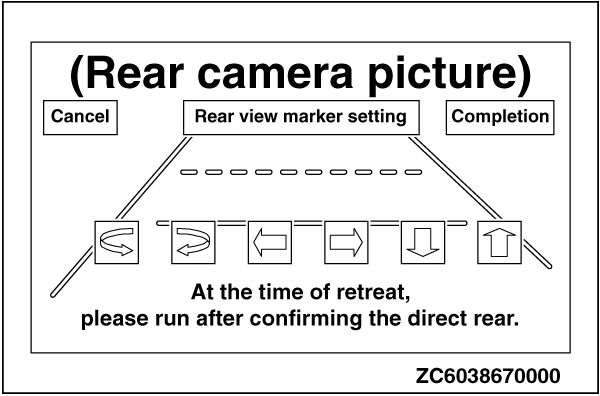 (Rear camera picture)
Cancel
Rear view marker setting
Completion
At the time of retreat,
please run after confirming the direct rear.
ZC6038670000